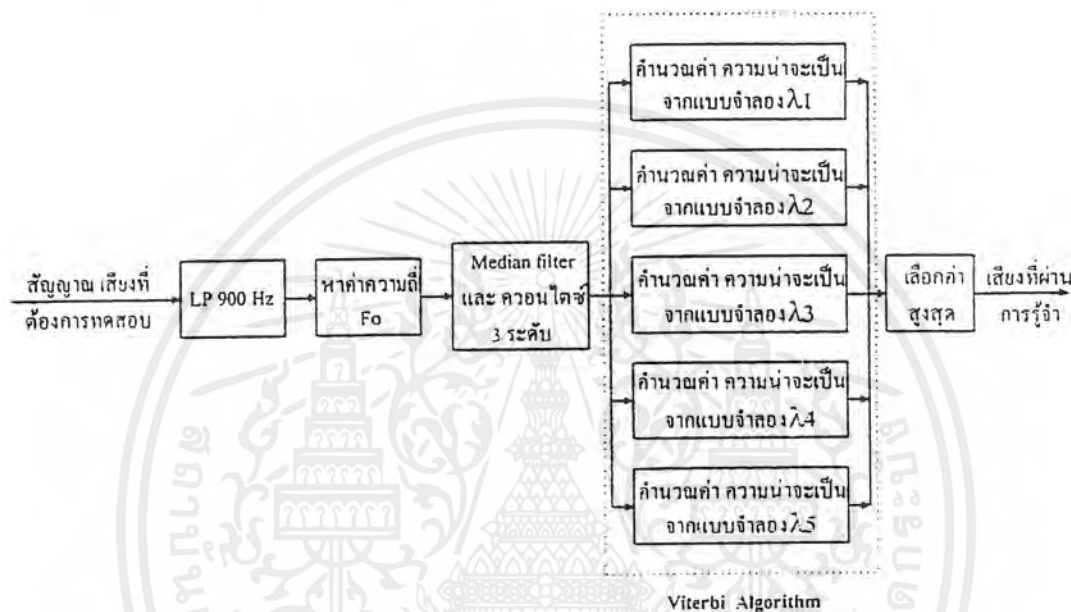 สัญญาณ เสียงที่
ต้องการทดสอบ
LP 900 Hz
หาค่าความถี่
Fo
Median filter
และ ควอนไตซ์
3 ระดับ
คำนวณค่า ความน่าจะเป็น
จากแบบจำลอง λ1
คำนวณค่า ความน่าจะเป็น
จากแบบจำลอง λ2
คำนวณค่า ความน่าจะเป็น
จากแบบจำลอง λ3
คำนวณค่า ความน่าจะเป็น
จากแบบจำลอง λ4
คำนวณค่า ความน่าจะเป็น
จากแบบจำลอง λ5
เลือกค่า
สูงสุด
เสียงที่ผ่าน
การรู้จำ
Viterbi Algorithm